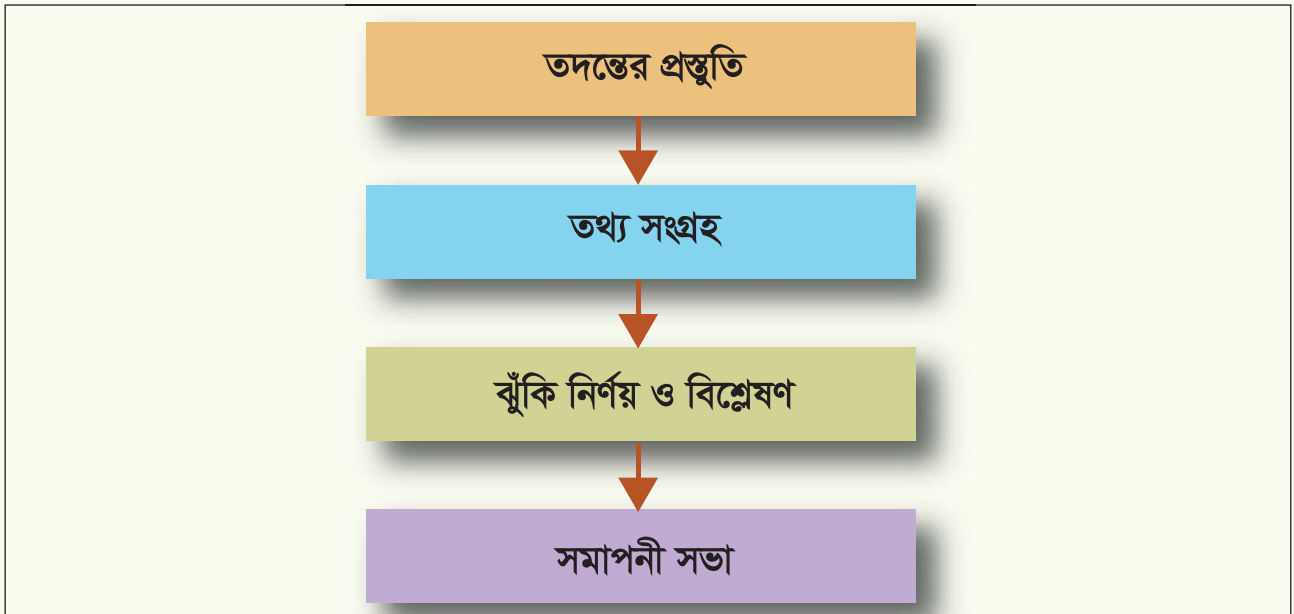 তদন্তের প্রস্তুতি
তথ্য সংগ্রহ
ঝুঁকি নির্ণয় ও বিশ্লেষণ
সমাপনী সভা